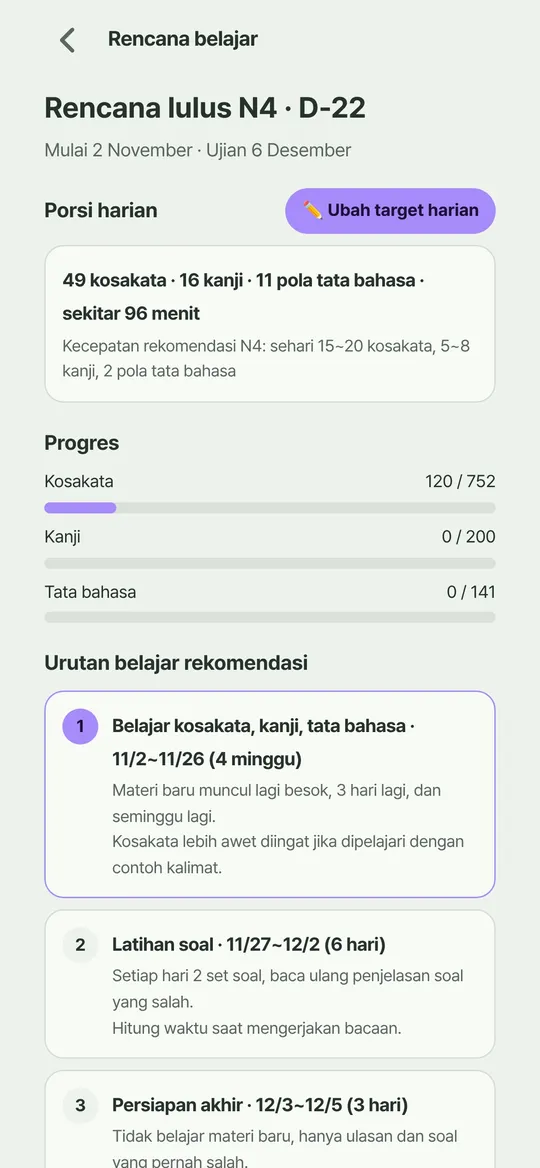 Rencana belajar
Rencana lulus N4 · D-22
Mulai 2 November · Ujian 6 Desember
Porsi harian
✏️ Ubah target harian
49 kosakata · 16 kanji · 11 pola tata bahasa ·
sekitar 96 menit
Kecepatan rekomendasi N4: sehari 15~20 kosakata, 5~8
kanji, 2 pola tata bahasa
Progres
Kosakata 120 / 752
Kanji 0 / 200
Tata bahasa 0 / 141
Urutan belajar rekomendasi
1 Belajar kosakata, kanji, tata bahasa ·
11/2~11/26 (4 minggu)
Materi baru muncul lagi besok, 3 hari lagi, dan
seminggu lagi.
Kosakata lebih awet diingat jika dipelajari dengan
contoh kalimat.
2 Latihan soal · 11/27~12/2 (6 hari)
Setiap hari 2 set soal, baca ulang penjelasan soal
yang salah.
Hitung waktu saat mengerjakan bacaan.
3 Persiapan akhir · 12/3~12/5 (3 hari)
Tidak belajar materi baru, hanya ulasan dan soal
yang pernah salah.